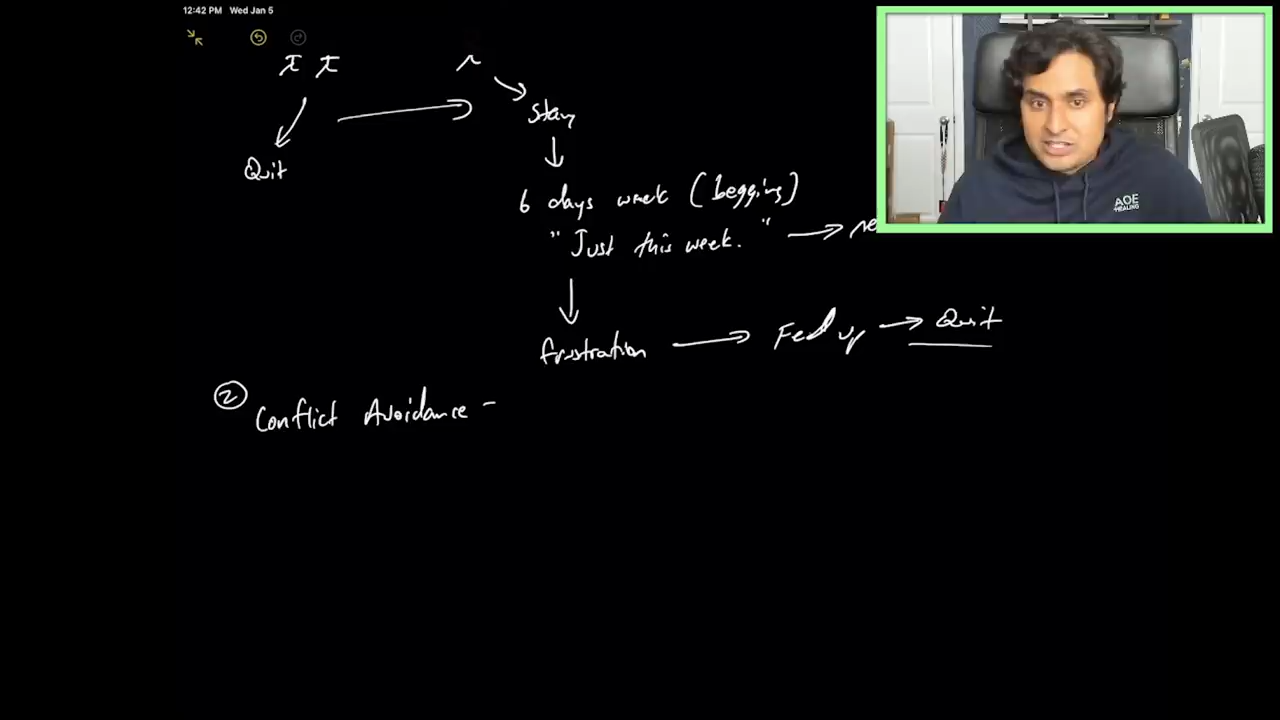 12:42 PM Wed Jan 5
Quit
Stay
6 days week (begging)
"Just this week."
frustration → Fed up → Quit
② Conflict Avoidance -
AOE
HEALING